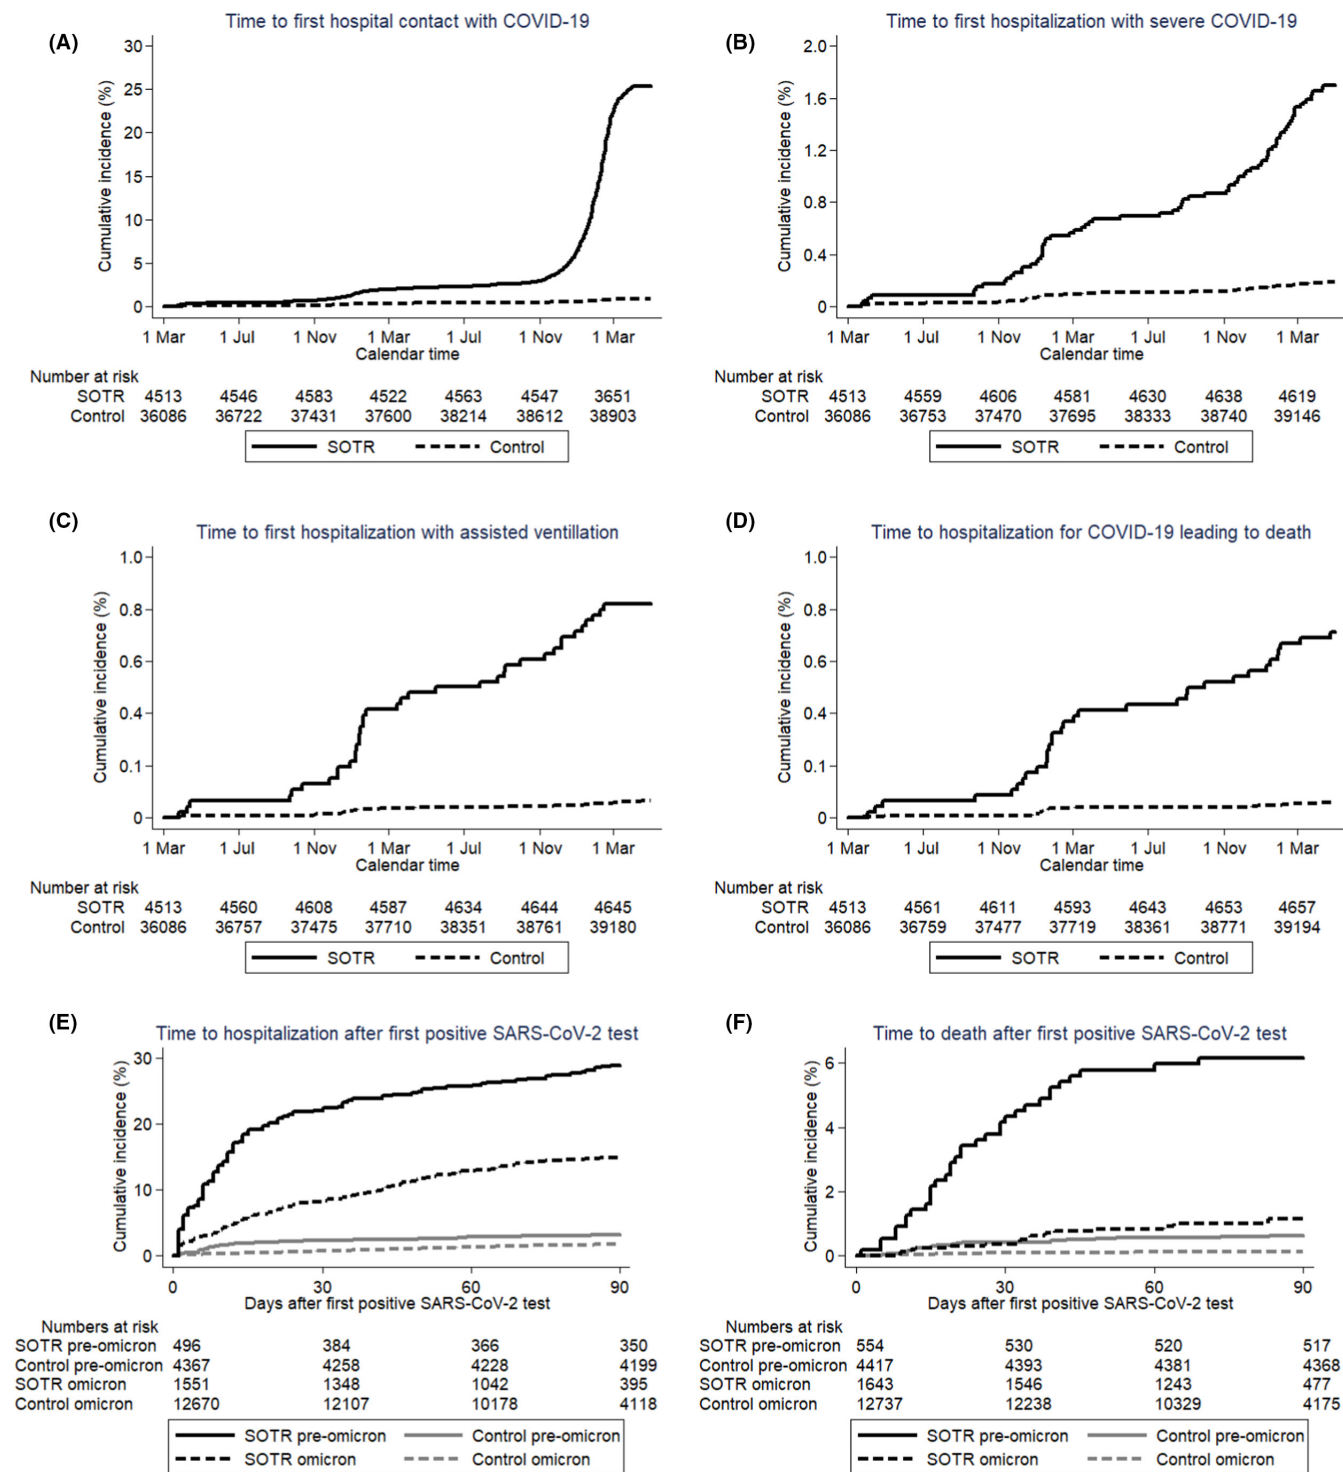 (A)
Time to first hospital contact with COVID-19
30
25
20
15
10
5
0
Cumulative incidence (%)
1 Mar 1 Jul 1 Nov 1 Mar 1 Jul 1 Nov 1 Mar
Calendar time
Number at risk
SOTR 4513 4546 4583 4522 4563 4547 3651
Control 36086 36722 37431 37600 38214 38612 38903
SOTR Control
(B)
Time to first hospitalization with severe COVID-19
2.0
1.6
1.2
0.8
0.4
0
Cumulative incidence (%)
1 Mar 1 Jul 1 Nov 1 Mar 1 Jul 1 Nov 1 Mar
Calendar time
Number at risk
SOTR 4513 4559 4606 4581 4630 4638 4619
Control 36086 36753 37470 37695 38333 38740 39146
SOTR Control
(C)
Time to first hospitalization with assisted ventillation
1.0
0.8
0.6
0.4
0.1
0
Cumulative incidence (%)
1 Mar 1 Jul 1 Nov 1 Mar 1 Jul 1 Nov 1 Mar
Calendar time
Number at risk
SOTR 4513 4560 4608 4587 4634 4644 4645
Control 36086 36757 37475 37710 38351 38761 39180
SOTR Control
(D)
Time to hospitalization for COVID-19 leading to death
1.0
0.8
0.6
0.4
0.1
0
Cumulative incidence (%)
1 Mar 1 Jul 1 Nov 1 Mar 1 Jul 1 Nov 1 Mar
Calendar time
Number at risk
SOTR 4513 4561 4611 4593 4643 4653 4657
Control 36086 36759 37477 37719 38361 38771 39194
SOTR Control
(E)
Time to hospitalization after first positive SARS-CoV-2 test
30
20
10
0
Cumulative incidence (%)
0 30 60 90
Days after first positive SARS-CoV-2 test
Numbers at risk
SOTR pre-omicron 496 384 366 350
Control pre-omicron 4367 4258 4228 4199
SOTR omicron 1551 1348 1042 395
Control omicron 12670 12107 10178 4118
SOTR pre-omicron Control pre-omicron
SOTR omicron Control omicron
(F)
Time to death after first positive SARS-CoV-2 test
6
4
2
0
Cumulative incidence (%)
0 30 60 90
Days after first positive SARS-CoV-2 test
Numbers at risk
SOTR pre-omicron 554 530 520 517
Control pre-omicron 4417 4393 4381 4368
SOTR omicron 1643 1546 1243 477
Control omicron 12737 12238 10329 4175
SOTR pre-omicron Control pre-omicron
SOTR omicron Control omicron